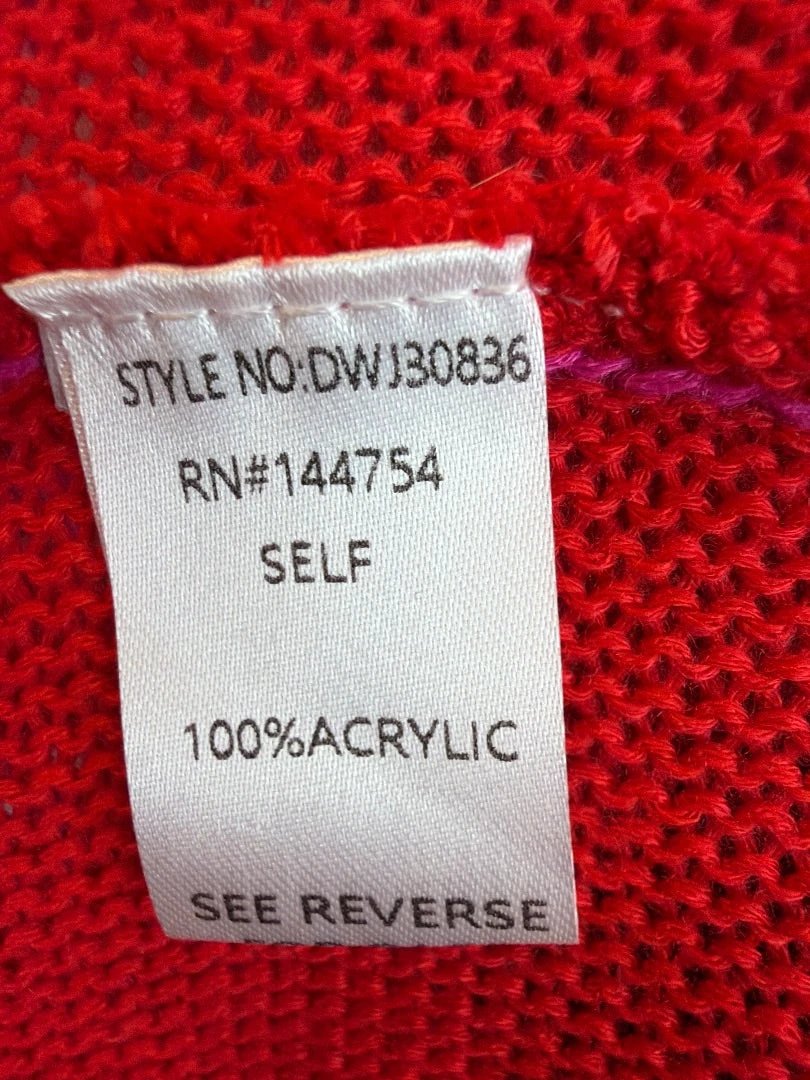 STYLE NO:DWJ30836
RN#144754
SELF
100%ACRYLIC
SEE REVERSE